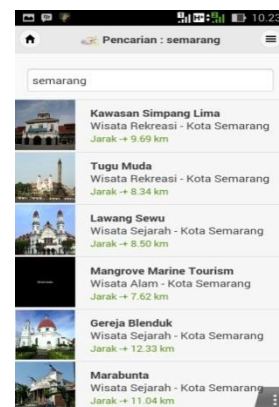 10.23
Pencarian : semarang
semarang
Kawasan Simpang Lima
Wisata Rekreasi - Kota Semarang
Jarak -+ 9.69 km
Tugu Muda
Wisata Rekreasi - Kota Semarang
Jarak -+ 8.34 km
Lawang Sewu
Wisata Sejarah - Kota Semarang
Jarak -+ 8.50 km
Mangrove Marine Tourism
Wisata Alam - Kota Semarang
Jarak -+ 7.62 km
Gereja Blenduk
Wisata Sejarah - Kota Semarang
Jarak -+ 12.33 km
Marabunta
Wisata Sejarah - Kota Semarang
Jarak -+ 11.04 km